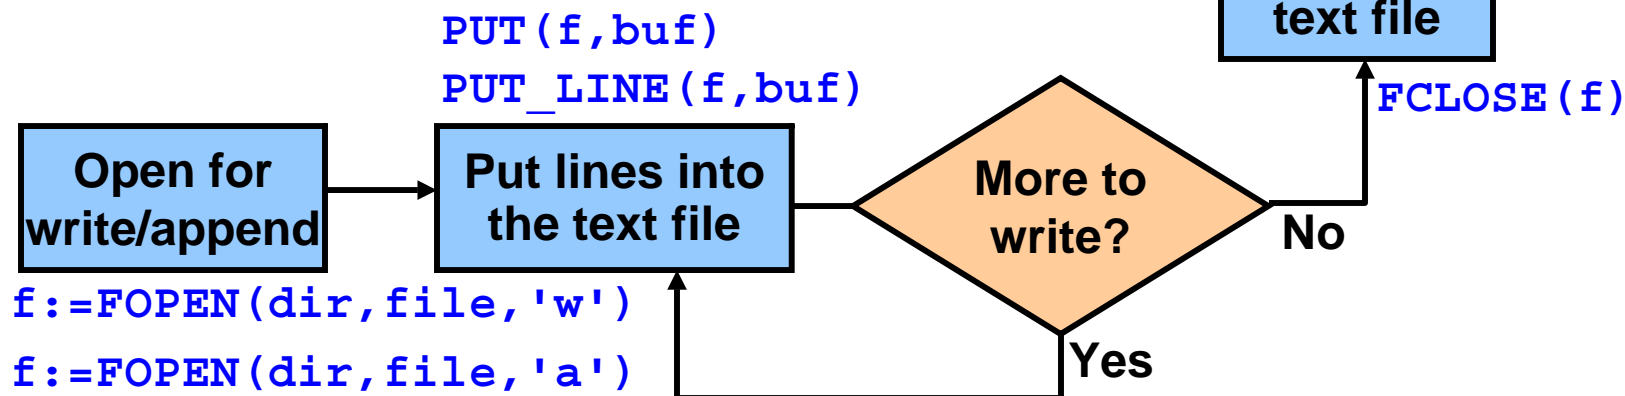 PUT(f,buf)
PUT_LINE(f,buf)
text file
FCLOSE(f)
Open for
write/append
Put lines into
the text file
More to
write?
No
f:=FOPEN(dir,file,'w')
f:=FOPEN(dir,file,'a')
Yes